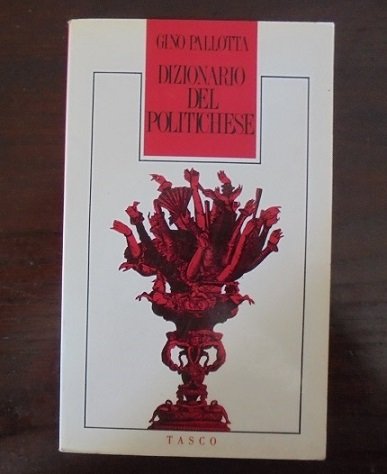 GINO PALLOTTA
DIZIONARIO
DEL
POLITICHESE
TASCO